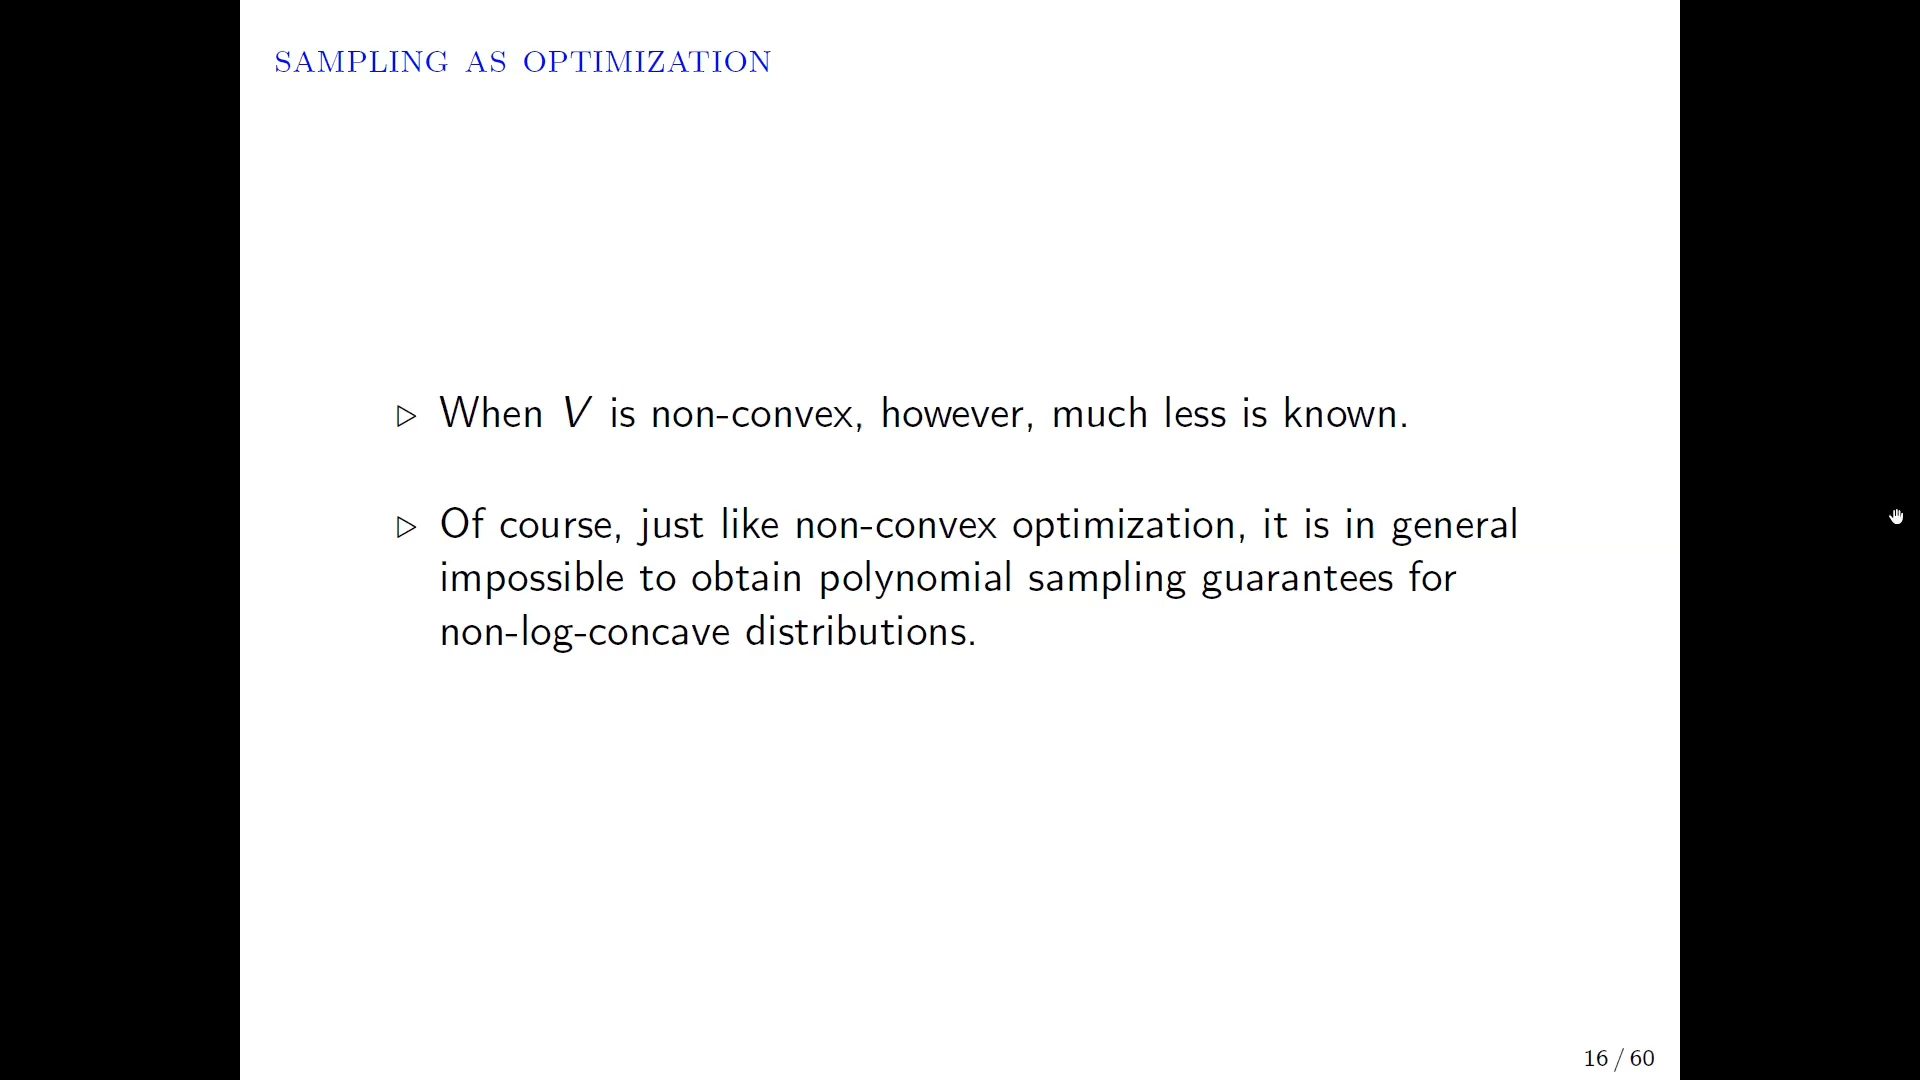 SAMPLING AS OPTIMIZATION
▷ When V is non-convex, however, much less is known.
▷ Of course, just like non-convex optimization, it is in general
impossible to obtain polynomial sampling guarantees for
non-log-concave distributions.
16 / 60